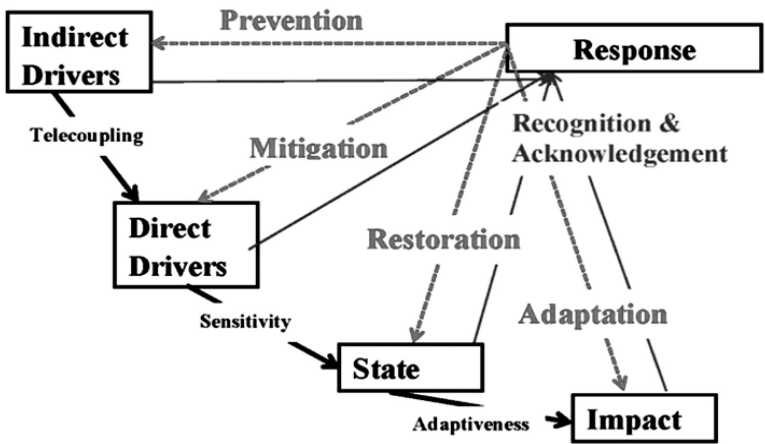 Prevention
Indirect
Drivers
Response
Telecoupling
Recognition &
Acknowledgement
Mitigation
Direct
Drivers
Restoration
Sensitivity
Adaptation
State
Adaptiveness
Impact